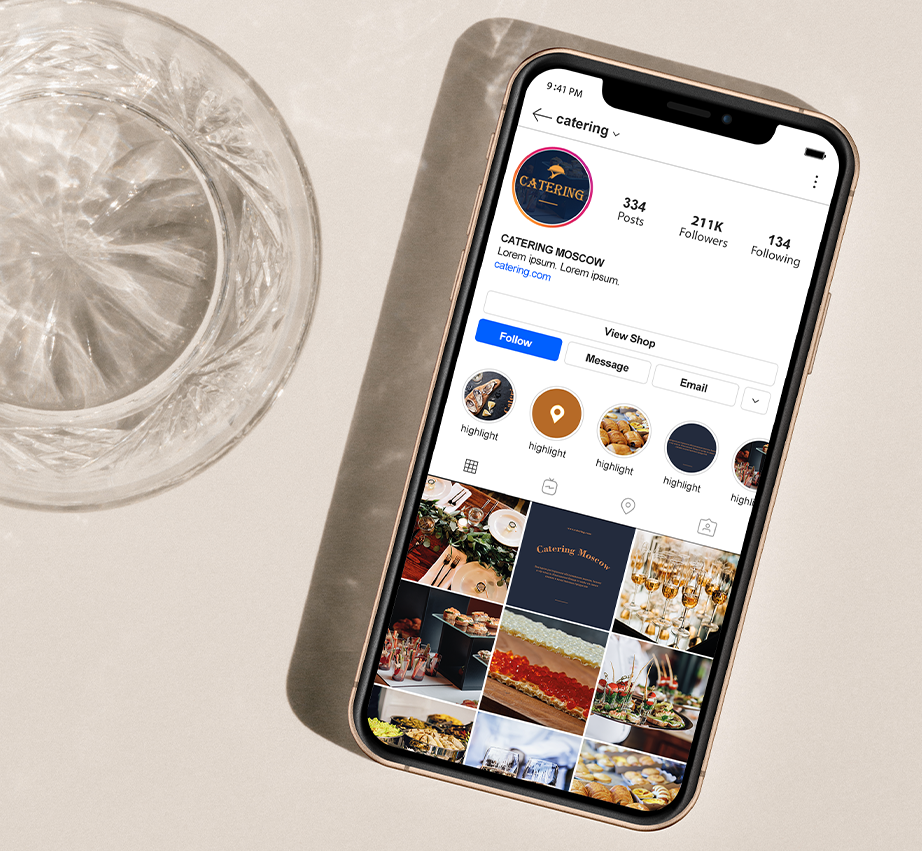 9:41 PM
catering
CATERING
334
Posts
211K
Followers
134
Following
CATERING MOSCOW
Lorem ipsum. Lorem ipsum.
catering.com
View Shop
Follow
Message
Email
highlight
highlight
highlight
highlight
highli
Catering Moscow